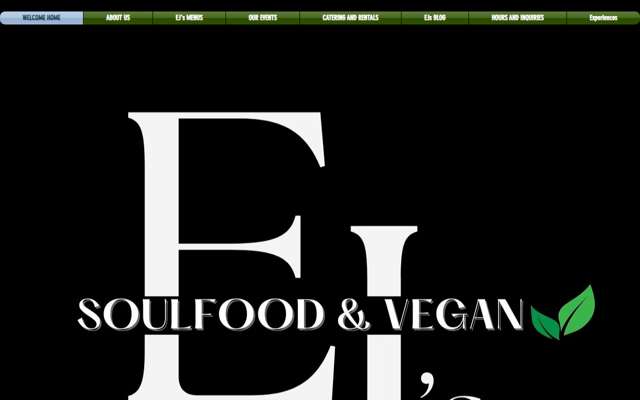 WELCOME HOME
ABOUT US
EJ's MENUS
OUR EVENTS
CATERING AND RENTALS
EJs BLOG
HOURS AND INQUIRIES
Experiences
EJ's
SOULFOOD & VEGAN